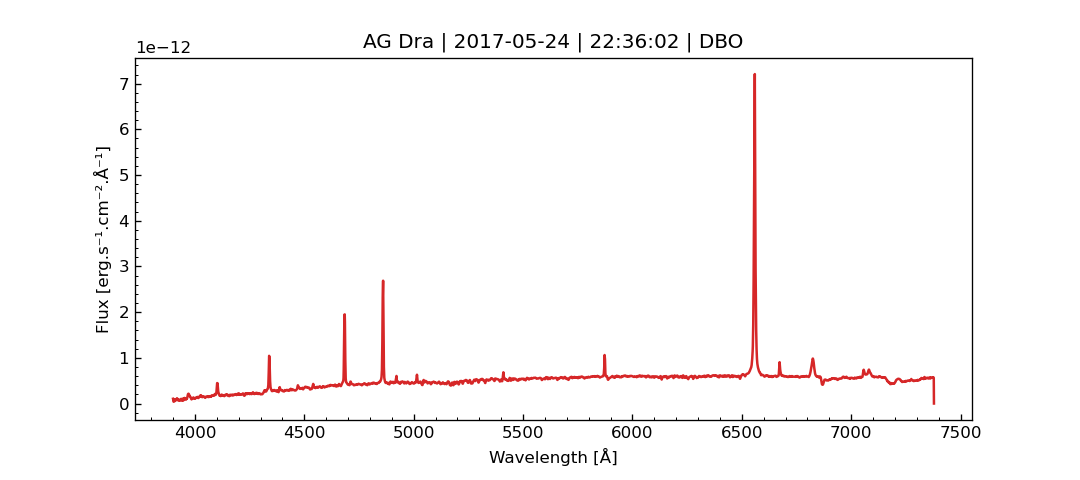 AG Dra | 2017-05-24 | 22:36:02 | DBO
1e−12
7
6
5
4
3
2
1
0
Flux [erg.s⁻¹.cm⁻².Å⁻¹]
4000 4500 5000 5500 6000 6500 7000 7500
Wavelength [Å]